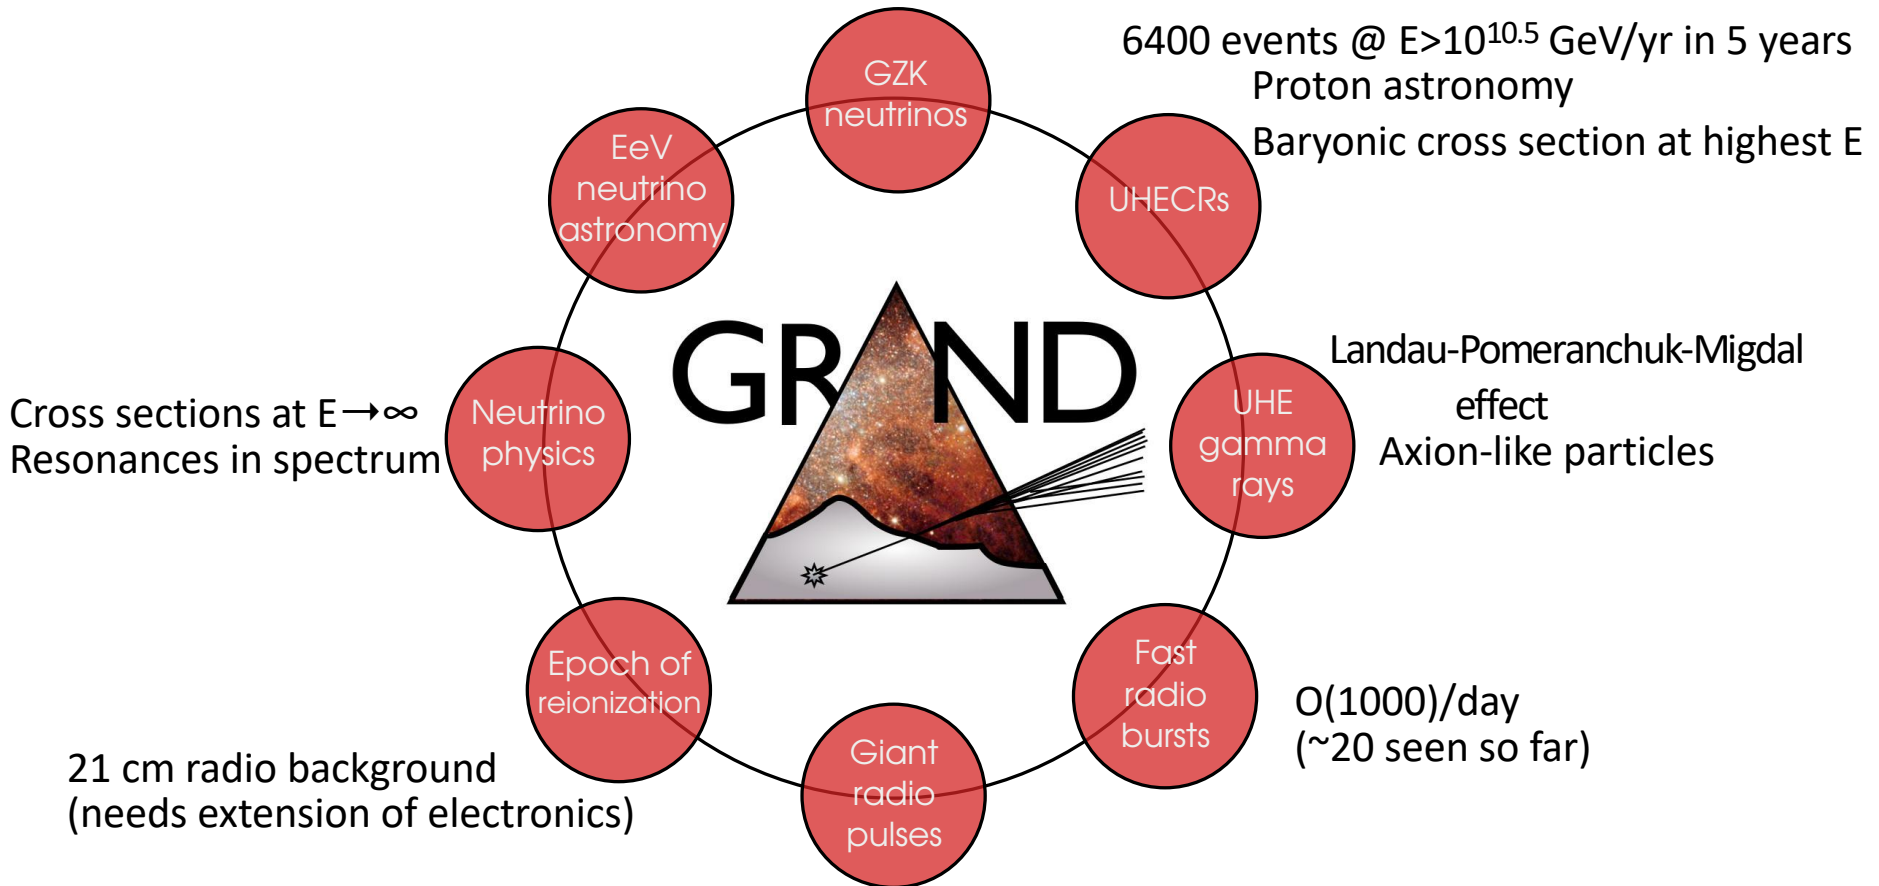 6400 events @ E>10^10.5 GeV/yr in 5 years
Proton astronomy
Baryonic cross section at highest E
GZK
neutrinos
EeV
neutrino
astronomy
UHECRs
GRAND
Landau-Pomeranchuk-Migdal
effect
Axion-like particles
UHE
gamma
rays
Cross sections at E→∞
Resonances in spectrum
Neutrino
physics
Epoch of
reionization
21 cm radio background
(needs extension of electronics)
Giant
radio
pulses
Fast
radio
bursts
O(1000)/day
(~20 seen so far)